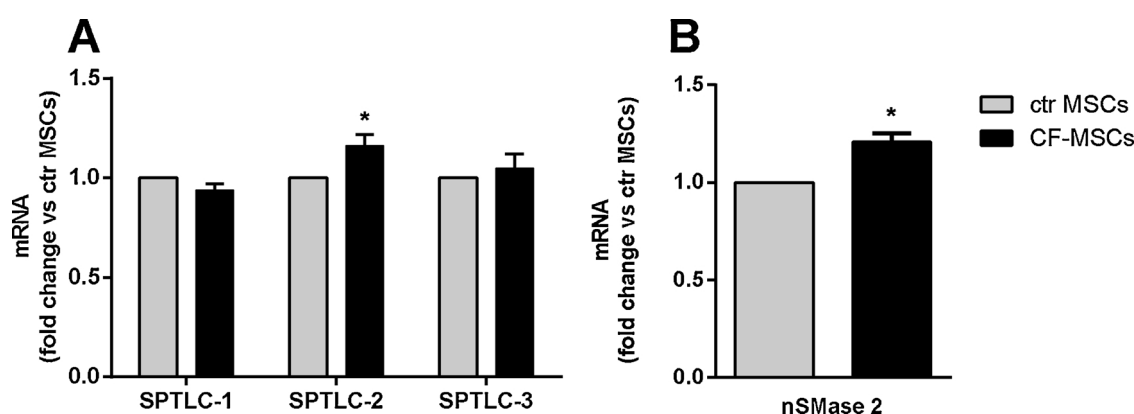 A
mRNA
(fold change vs ctr MSCs)
1.5
1.0
0.5
0.0
*
SPTLC-1
SPTLC-2
SPTLC-3
B
mRNA
(fold change vs ctr MSCs)
1.5
1.0
0.5
0.0
*
nSMase 2
ctr MSCs
CF-MSCs